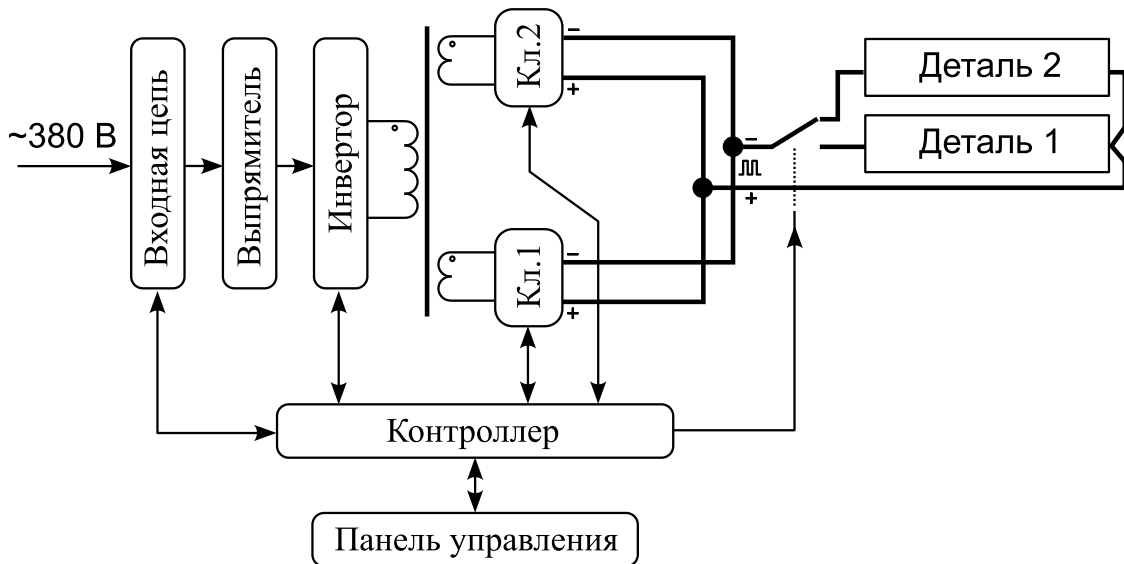 ~380 В
Входная цепь
Выпрямитель
Инвертор
Кл.2
−
+
Кл.1
−
+
−
+
Деталь 2
Деталь 1
Контроллер
Панель управления